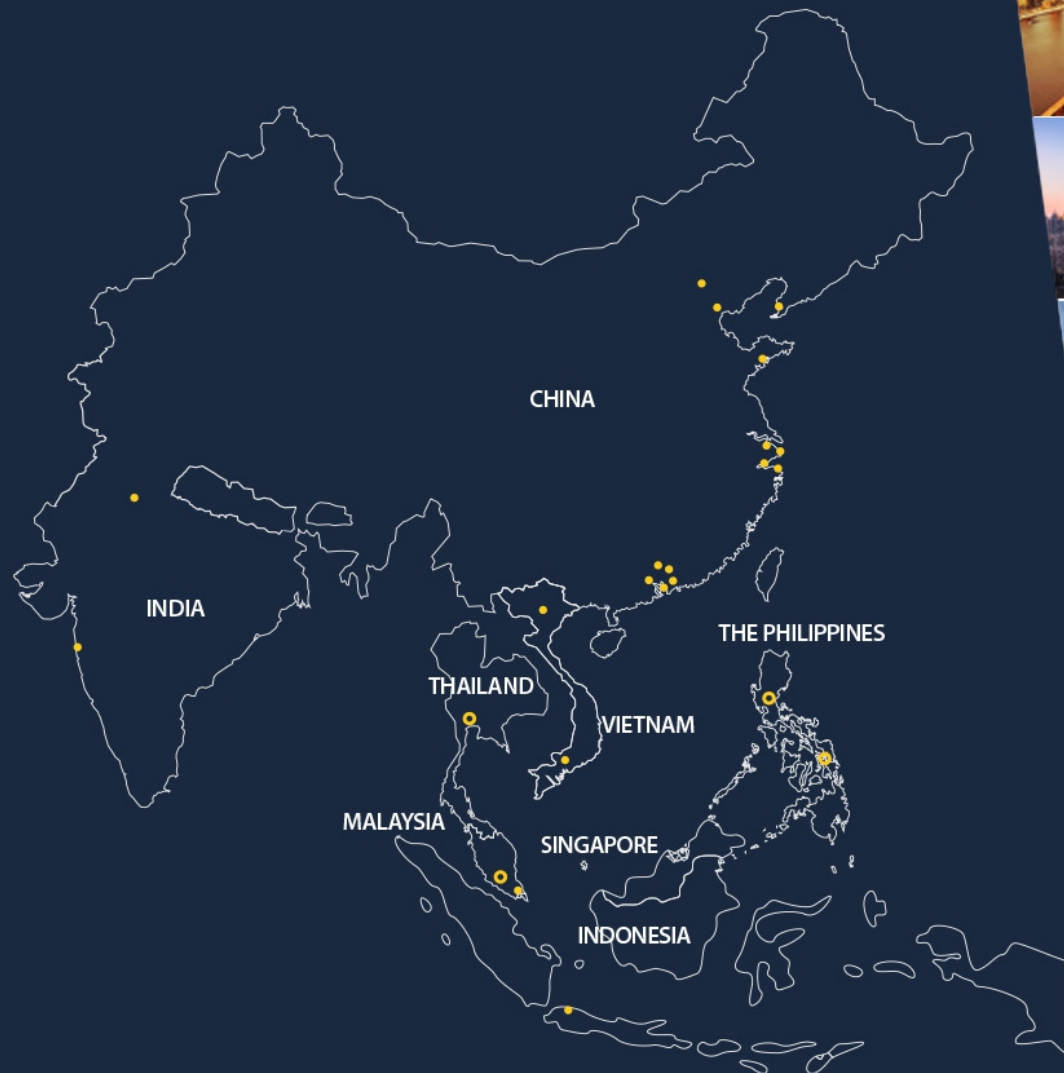 CHINA
INDIA
THE PHILIPPINES
THAILAND
VIETNAM
MALAYSIA
SINGAPORE
INDONESIA